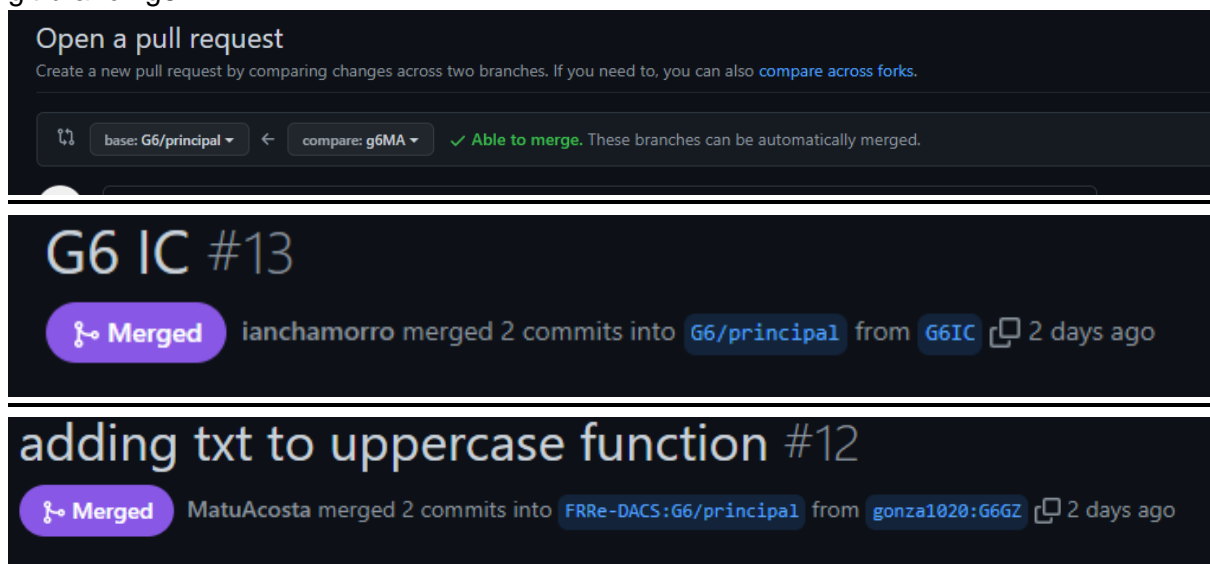 Open a pull request
Create a new pull request by comparing changes across two branches. If you need to, you can also compare across forks.
base: G6/principal ← compare: g6MA ✓ Able to merge. These branches can be automatically merged.
G6 IC #13
Merged ianchamorro merged 2 commits into G6/principal from G6IC 2 days ago
adding txt to uppercase function #12
Merged MatuAcosta merged 2 commits into FRRe-DACS:G6/principal from gonza1020:G6GZ 2 days ago